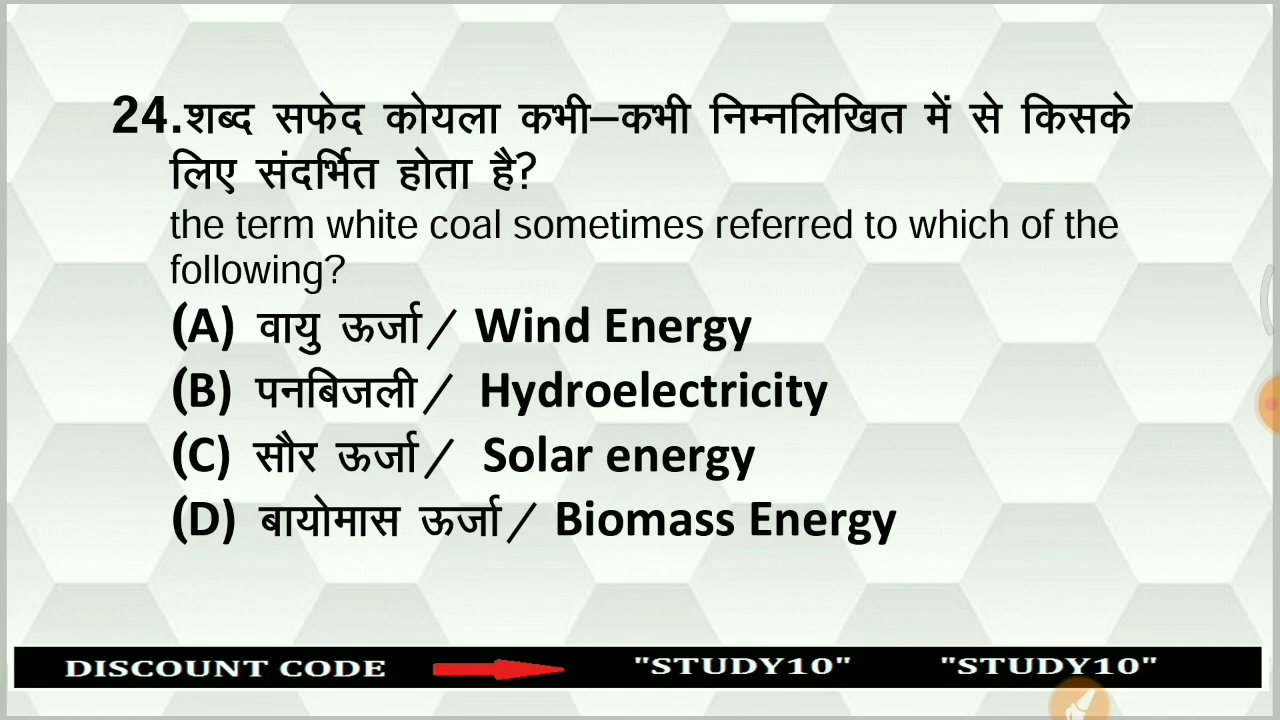 24.शब्द सफेद कोयला कभी–कभी निम्नलिखित में से किसके
लिए संदर्भित होता है?
the term white coal sometimes referred to which of the
following?
(A) वायु ऊर्जा/ Wind Energy
(B) पनबिजली/ Hydroelectricity
(C) सौर ऊर्जा/ Solar energy
(D) बायोमास ऊर्जा/ Biomass Energy
DISCOUNT CODE "STUDY10" "STUDY10"